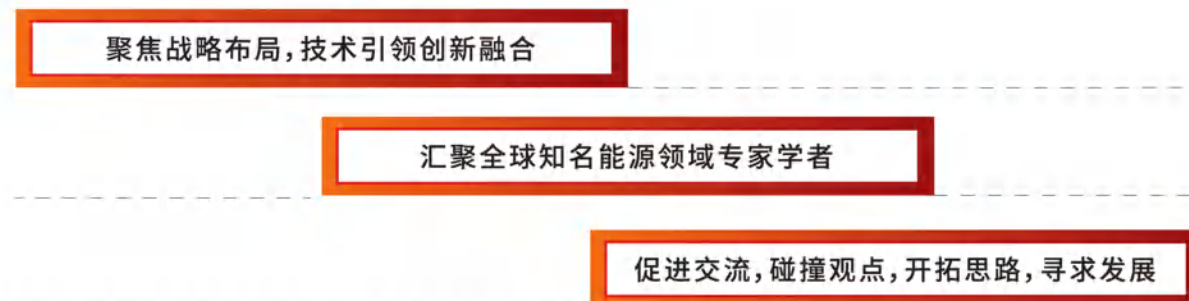 聚焦战略布局,技术引领创新融合
汇聚全球知名能源领域专家学者
促进交流,碰撞观点,开拓思路,寻求发展